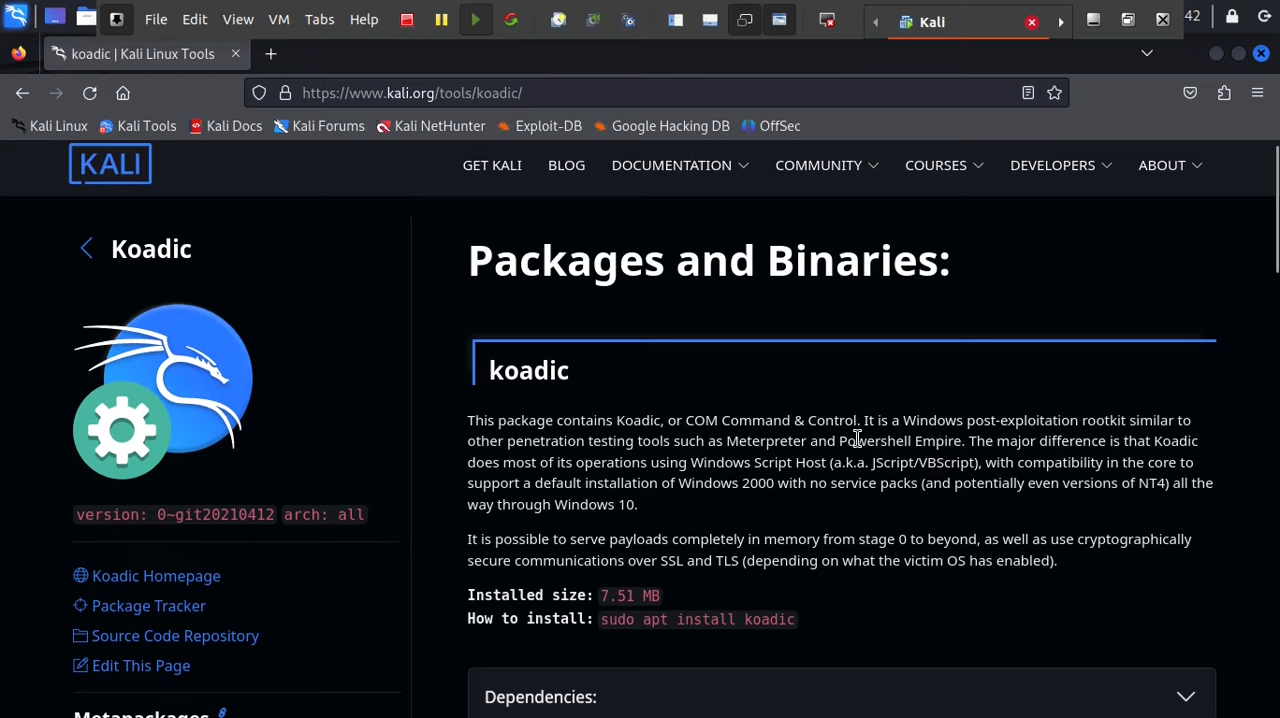 File Edit View VM Tabs Help Kali 42
koadic | Kali Linux Tools
https://www.kali.org/tools/koadic/
Kali Linux Kali Tools Kali Docs Kali Forums Kali NetHunter Exploit-DB Google Hacking DB OffSec
KALI GET KALI BLOG DOCUMENTATION COMMUNITY COURSES DEVELOPERS ABOUT
Koadic
version: 0~git20210412 arch: all
Koadic Homepage
Package Tracker
Source Code Repository
Edit This Page
Metapackages
Packages and Binaries:
koadic
This package contains Koadic, or COM Command & Control. It is a Windows post-exploitation rootkit similar to
other penetration testing tools such as Meterpreter and Powershell Empire. The major difference is that Koadic
does most of its operations using Windows Script Host (a.k.a. JScript/VBScript), with compatibility in the core to
support a default installation of Windows 2000 with no service packs (and potentially even versions of NT4) all the
way through Windows 10.
It is possible to serve payloads completely in memory from stage 0 to beyond, as well as use cryptographically
secure communications over SSL and TLS (depending on what the victim OS has enabled).
Installed size: 7.51 MB
How to install: sudo apt install koadic
Dependencies: